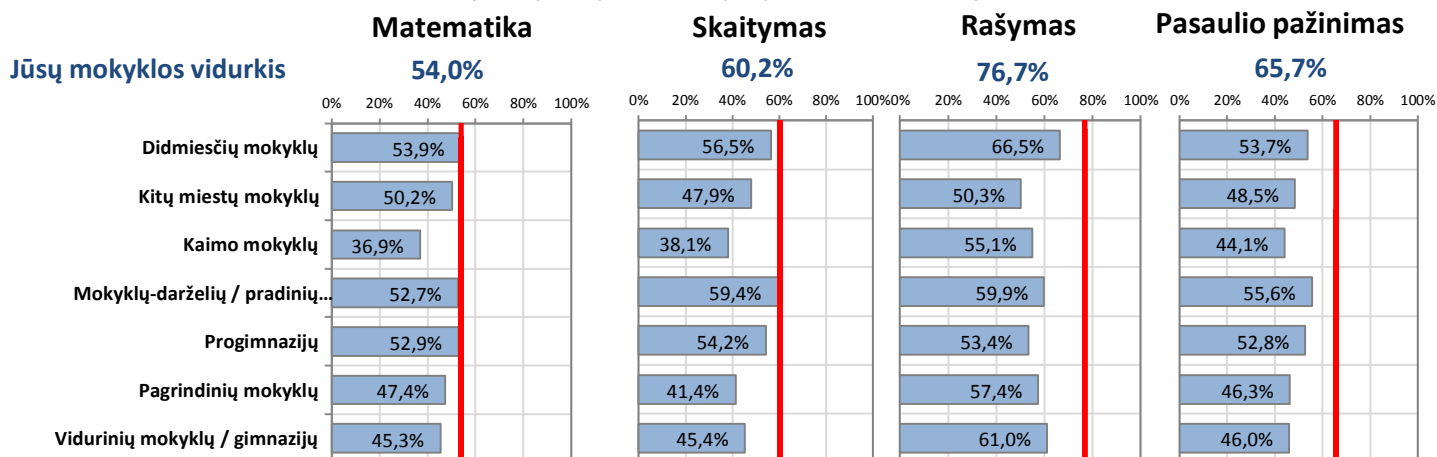 Matematika Skaitymas Rašymas Pasaulio pažinimas
Jūsų mokyklos vidurkis 54,0% 60,2% 76,7% 65,7%
0% 20% 40% 60% 80% 100% 0% 20% 40% 60% 80% 100% 0% 20% 40% 60% 80% 100% 0% 20% 40% 60% 80% 100%
Didmiesčių mokyklų 53,9% 56,5% 66,5% 53,7%
Kitų miestų mokyklų 50,2% 47,9% 50,3% 48,5%
Kaimo mokyklų 36,9% 38,1% 55,1% 44,1%
Mokyklų-darželių / pradinių... 52,7% 59,4% 59,9% 55,6%
Progimnazijų 52,9% 54,2% 53,4% 52,8%
Pagrindinių mokyklų 47,4% 41,4% 57,4% 46,3%
Vidurinių mokyklų / gimnazijų 45,3% 45,4% 61,0% 46,0%